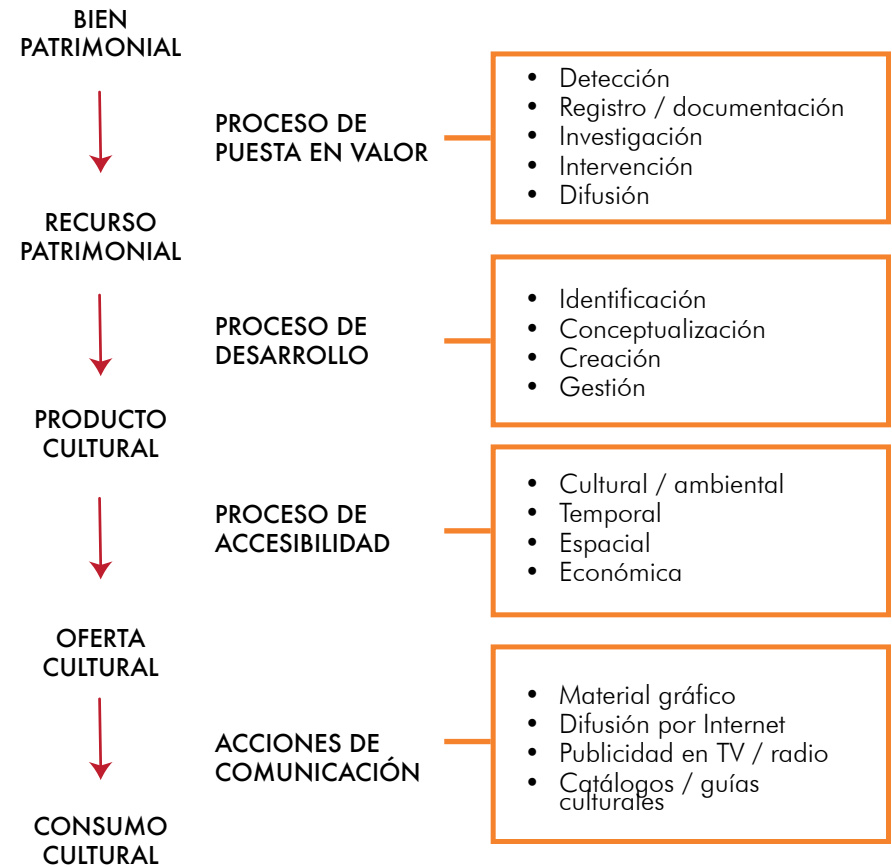 BIEN
PATRIMONIAL
PROCESO DE
PUESTA EN VALOR
• Detección
• Registro / documentación
• Investigación
• Intervención
• Difusión
RECURSO
PATRIMONIAL
PROCESO DE
DESARROLLO
• Identificación
• Conceptualización
• Creación
• Gestión
PRODUCTO
CULTURAL
PROCESO DE
ACCESIBILIDAD
• Cultural / ambiental
• Temporal
• Espacial
• Económica
OFERTA
CULTURAL
ACCIONES DE
COMUNICACIÓN
• Material gráfico
• Difusión por Internet
• Publicidad en TV / radio
• Catálogos / guías
culturales
CONSUMO
CULTURAL